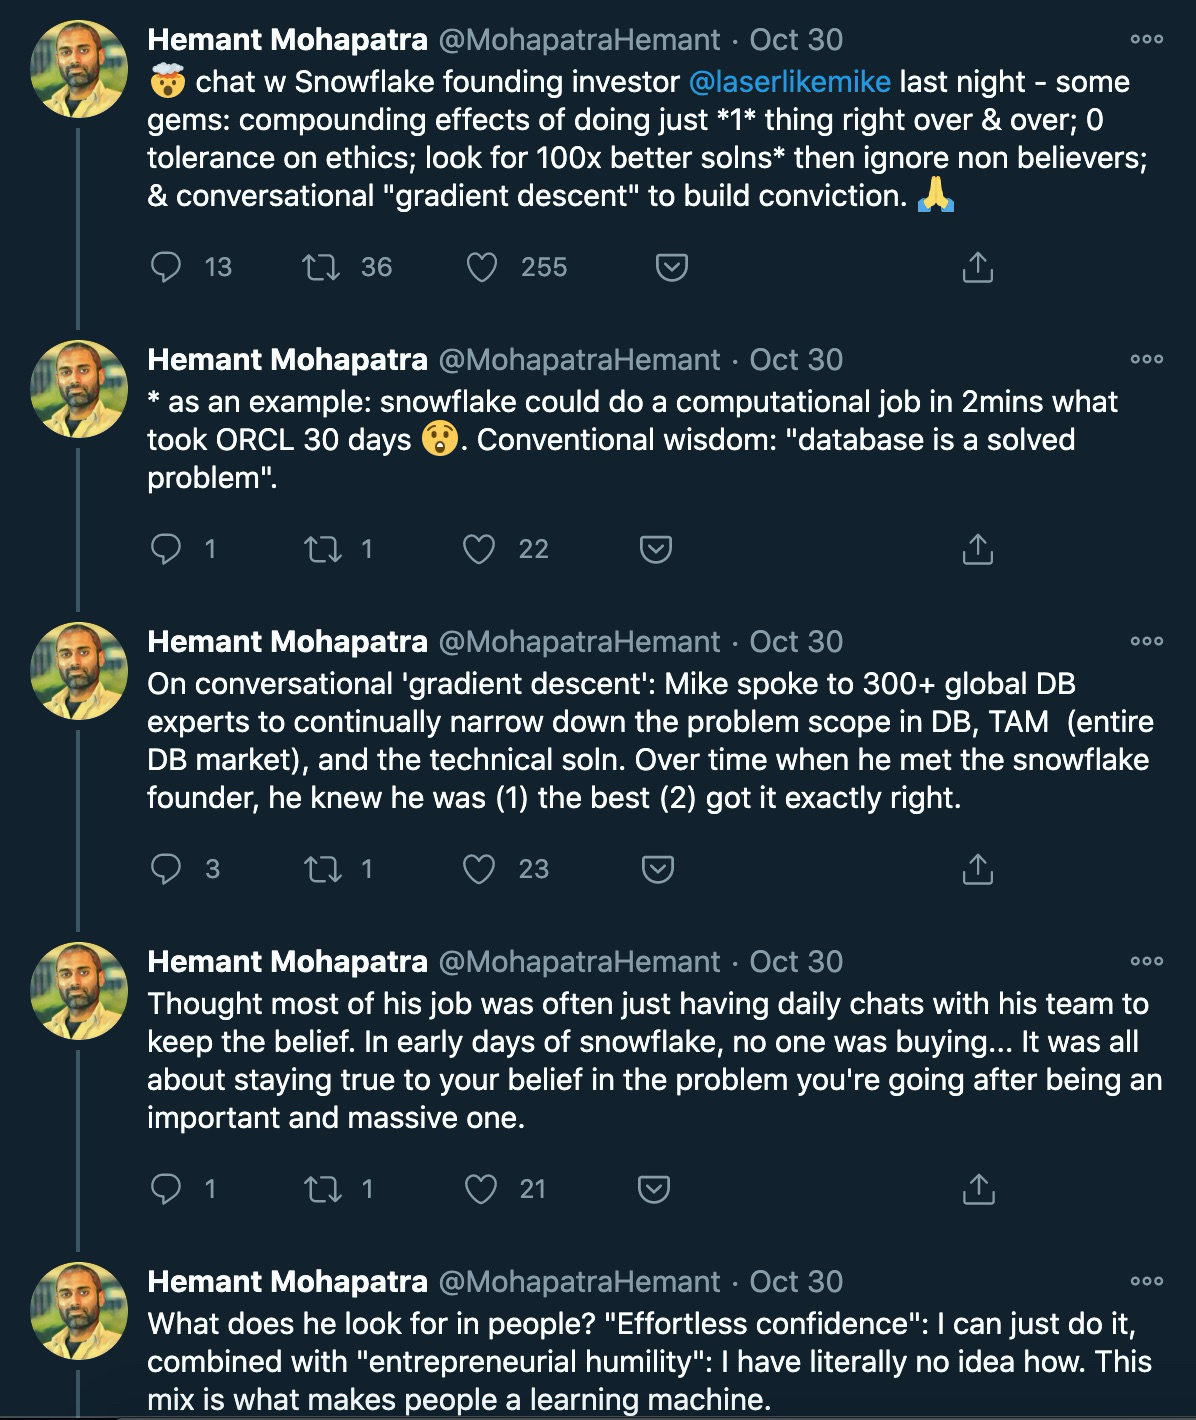 Hemant Mohapatra @MohapatraHemant · Oct 30
🤯 chat w Snowflake founding investor @laserlikemike last night - some
gems: compounding effects of doing just *1* thing right over & over; 0
tolerance on ethics; look for 100x better solns* then ignore non believers;
& conversational "gradient descent" to build conviction. 🙏
13 36 255
Hemant Mohapatra @MohapatraHemant · Oct 30
* as an example: snowflake could do a computational job in 2mins what
took ORCL 30 days 😲. Conventional wisdom: "database is a solved
problem".
1 1 22
Hemant Mohapatra @MohapatraHemant · Oct 30
On conversational 'gradient descent': Mike spoke to 300+ global DB
experts to continually narrow down the problem scope in DB, TAM  (entire
DB market), and the technical soln. Over time when he met the snowflake
founder, he knew he was (1) the best (2) got it exactly right.
3 1 23
Hemant Mohapatra @MohapatraHemant · Oct 30
Thought most of his job was often just having daily chats with his team to
keep the belief. In early days of snowflake, no one was buying... It was all
about staying true to your belief in the problem you're going after being an
important and massive one.
1 1 21
Hemant Mohapatra @MohapatraHemant · Oct 30
What does he look for in people? "Effortless confidence": I can just do it,
combined with "entrepreneurial humility": I have literally no idea how. This
mix is what makes people a learning machine.